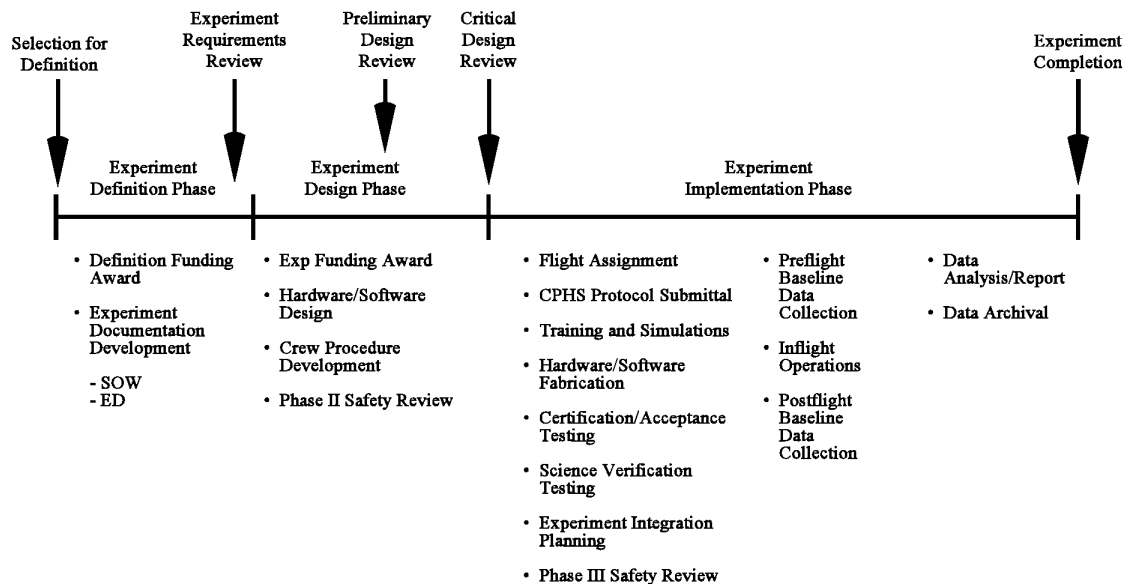 Selection for
Definition
Experiment
Requirements
Review
Preliminary
Design
Review
Critical
Design
Review
Experiment
Completion
Experiment
Definition Phase
Experiment
Design Phase
Experiment
Implementation Phase
• Definition Funding
Award
• Experiment
Documentation
Development
- SOW
- ED
• Exp Funding Award
• Hardware/Software
Design
• Crew Procedure
Development
• Phase II Safety Review
• Flight Assignment
• CPHS Protocol Submittal
• Training and Simulations
• Hardware/Software
Fabrication
• Certification/Acceptance
Testing
• Science Verification
Testing
• Experiment Integration
Planning
• Phase III Safety Review
• Preflight
Baseline
Data
Collection
• Inflight
Operations
• Postflight
Baseline
Data
Collection
• Data
Analysis/Report
• Data Archival